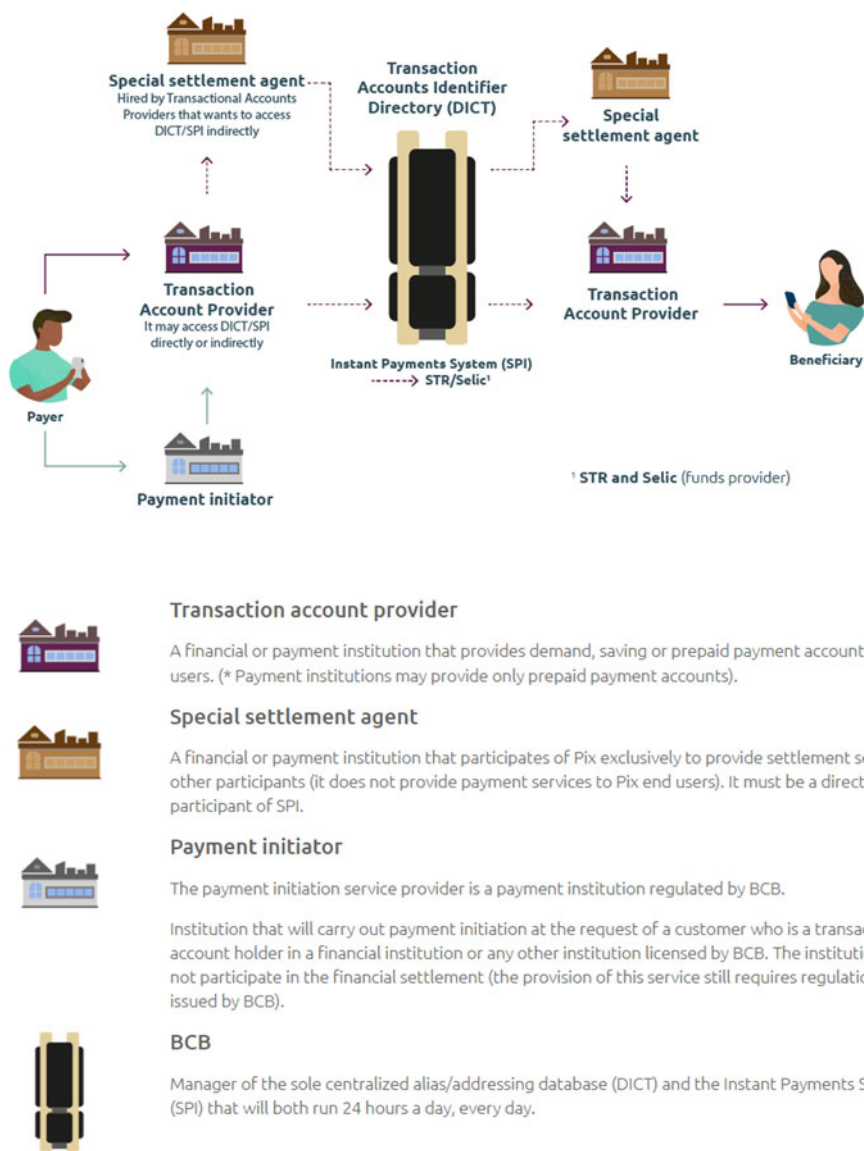 Special settlement agent
Hired by Transactional Accounts
Providers that wants to access
DICT/SPI indirectly
Transaction
Accounts Identifier
Directory (DICT)
Special
settlement agent
Transaction
Account Provider
It may access DICT/SPI
directly or indirectly
Transaction
Account Provider
Payer
Instant Payments System (SPI)
STR/Selic¹
Beneficiary
Payment initiator
¹ STR and Selic (funds provider)
Transaction account provider
A financial or payment institution that provides demand, saving or prepaid payment account
users. (* Payment institutions may provide only prepaid payment accounts).
Special settlement agent
A financial or payment institution that participates of Pix exclusively to provide settlement
other participants (it does not provide payment services to Pix end users). It must be a direct
participant of SPI.
Payment initiator
The payment initiation service provider is a payment institution regulated by BCB.
Institution that will carry out payment initiation at the request of a customer who is a
account holder in a financial institution or any other institution licensed by BCB. The
not participate in the financial settlement (the provision of this service still requires
issued by BCB).
BCB
Manager of the sole centralized alias/addressing database (DICT) and the Instant Payments
(SPI) that will both run 24 hours a day, every day.